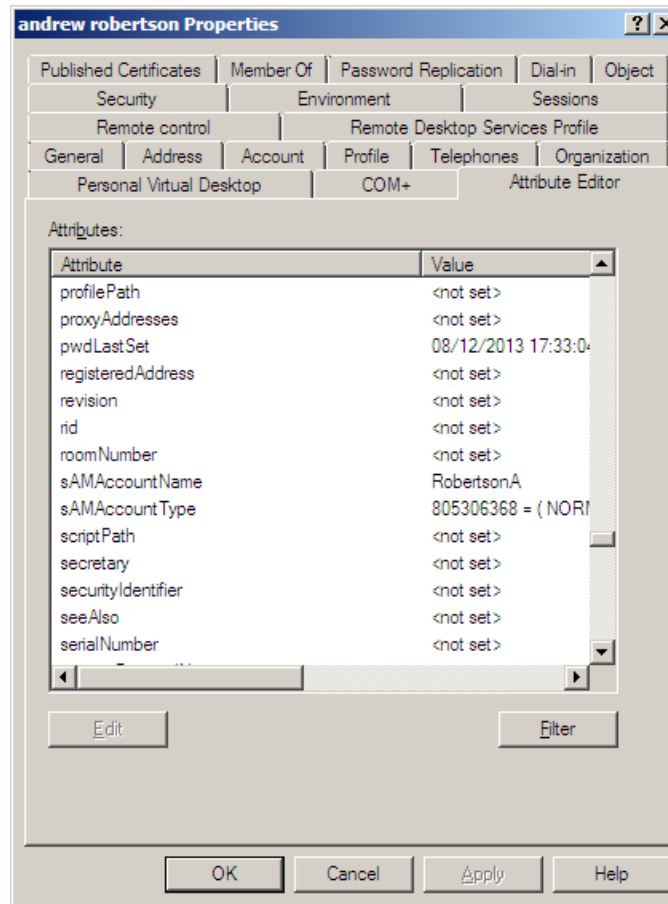 andrew robertson Properties ? X
Published Certificates Member Of Password Replication Dial-in Object
Security Environment Sessions
Remote control Remote Desktop Services Profile
General Address Account Profile Telephones Organization
Personal Virtual Desktop COM+ Attribute Editor
Attributes:
Attribute Value
profilePath <not set>
proxyAddresses <not set>
pwdLastSet 08/12/2013 17:33:04
registeredAddress <not set>
revision <not set>
rid <not set>
roomNumber <not set>
sAMAccountName RobertsonA
sAMAccountType 805306368 = ( NORM
scriptPath <not set>
secretary <not set>
securityIdentifier <not set>
seeAlso <not set>
serialNumber <not set>
Edit Filter
OK Cancel Apply Help